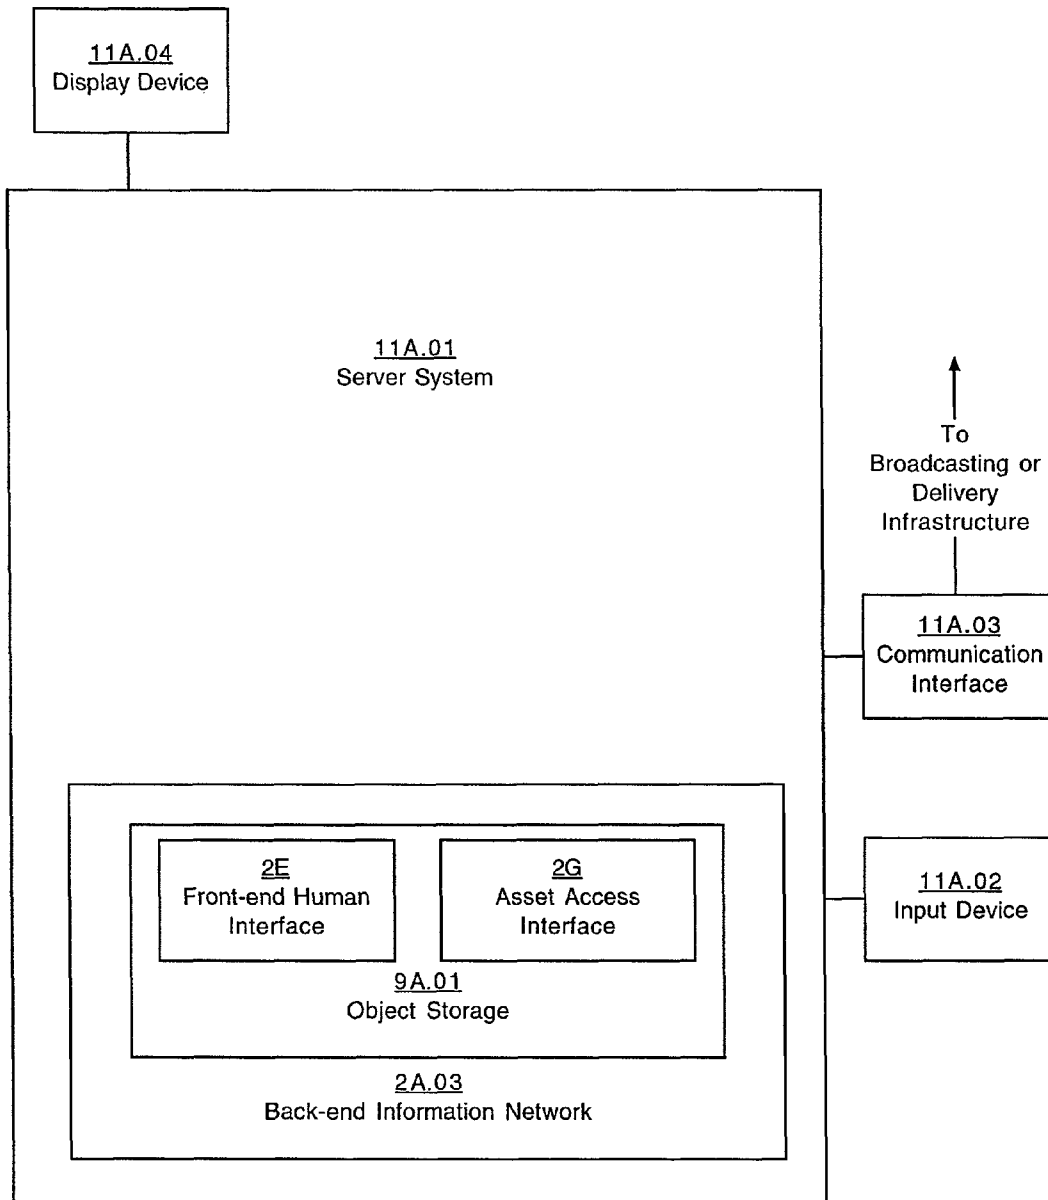 11A.04
Display Device
11A.01
Server System
To
Broadcasting or
Delivery
Infrastructure
11A.03
Communication
Interface
2E
Front-end Human
Interface
2G
Asset Access
Interface
11A.02
Input Device
9A.01
Object Storage
2A.03
Back-end Information Network